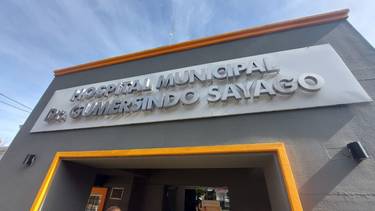 HOSPITAL MUNICIPAL
Dr. GUMERSINDO SAYAGO